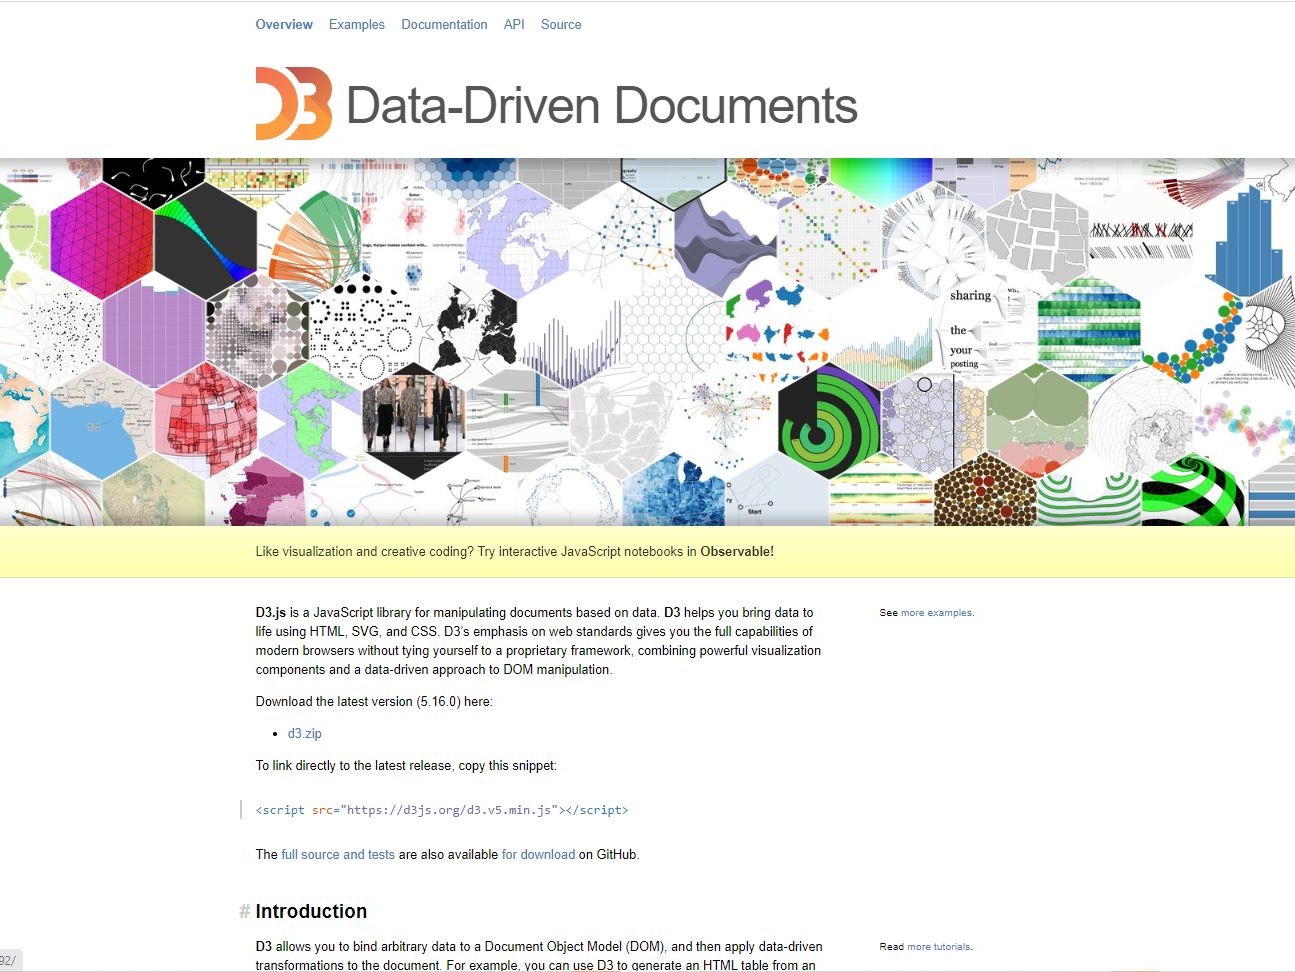 Overview Examples Documentation API Source
D3 Data-Driven Documents
sharing
the
your
posting
Start
Like visualization and creative coding? Try interactive JavaScript notebooks in Observable!
D3.js is a JavaScript library for manipulating documents based on data. D3 helps you bring data to
life using HTML, SVG, and CSS. D3’s emphasis on web standards gives you the full capabilities of
modern browsers without tying yourself to a proprietary framework, combining powerful visualization
components and a data-driven approach to DOM manipulation.
See more examples.
Download the latest version (5.16.0) here:
• d3.zip
To link directly to the latest release, copy this snippet:
<script src="https://d3js.org/d3.v5.min.js"></script>
The full source and tests are also available for download on GitHub.
# Introduction
D3 allows you to bind arbitrary data to a Document Object Model (DOM), and then apply data-driven
transformations to the document. For example, you can use D3 to generate an HTML table from an
Read more tutorials.
92/